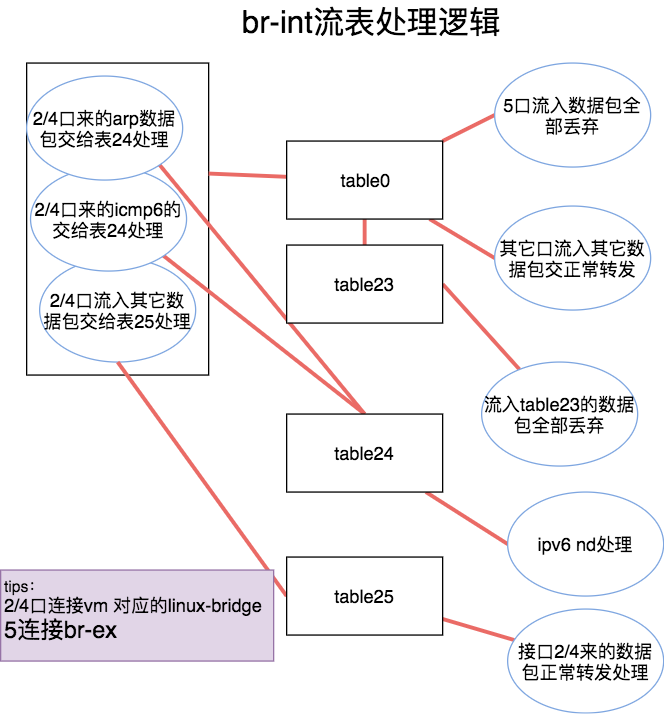 br-int流表处理逻辑
2/4口来的arp数据
包交给表24处理
2/4口来的icmp6的
交给表24处理
2/4口流入其它数
据包交给表25处理
table0
5口流入数据包全
部丢弃
其它口流入其它数
据包交正常转发
table23
流入table23的数据
包全部丢弃
table24
ipv6 nd处理
table25
接口2/4来的数据
包正常转发处理
tips：
2/4口连接vm 对应的linux-bridge
5连接br-ex